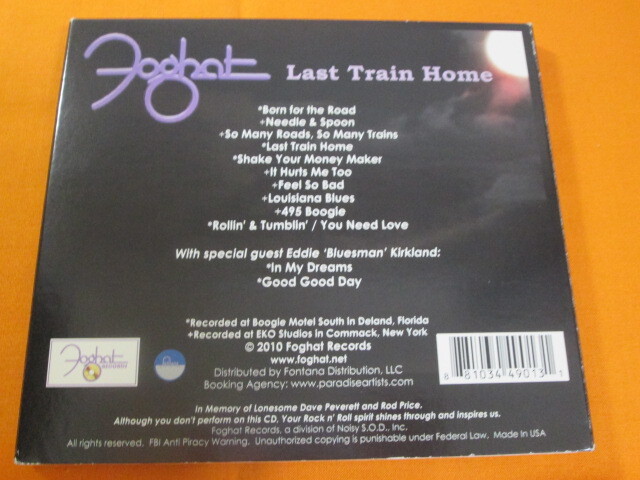 Foghat Last Train Home
*Born for the Road
+Needle & Spoon
+So Many Roads, So Many Trains
*Last Train Home
*Shake Your Money Maker
+It Hurts Me Too
+Feel So Bad
+Louisiana Blues
+495 Boogie
*Rollin' & Tumblin' / You Need Love
With special guest Eddie 'Bluesman' Kirkland:
*In My Dreams
*Good Good Day
*Recorded at Boogie Motel South in Deland, Florida
+Recorded at EKO Studios in Commack, New York
© 2010 Foghat Records
www.foghat.net
Distributed by Fontana Distribution, LLC
Booking Agency: www.paradiseartists.com
Foghat
RECORDS
8 81034 49013 1
In Memory of Lonesome Dave Peverett and Rod Price.
Although you don't perform on this CD, Your Rock n' Roll spirit shines through and inspires us.
Foghat Records, a division of Noisy S.O.D., Inc.
All rights reserved. FBI Anti Piracy Warning. Unauthorized copying is punishable under Federal Law. Made in USA